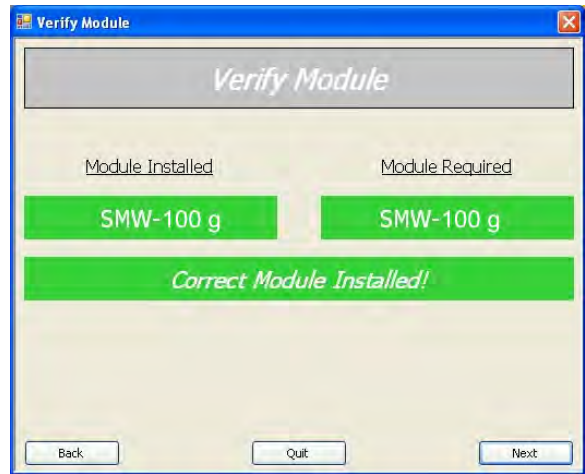 Verify Module
Verify Module
Module Installed Module Required
SMW-100 g SMW-100 g
Correct Module Installed!
Back Quit Next